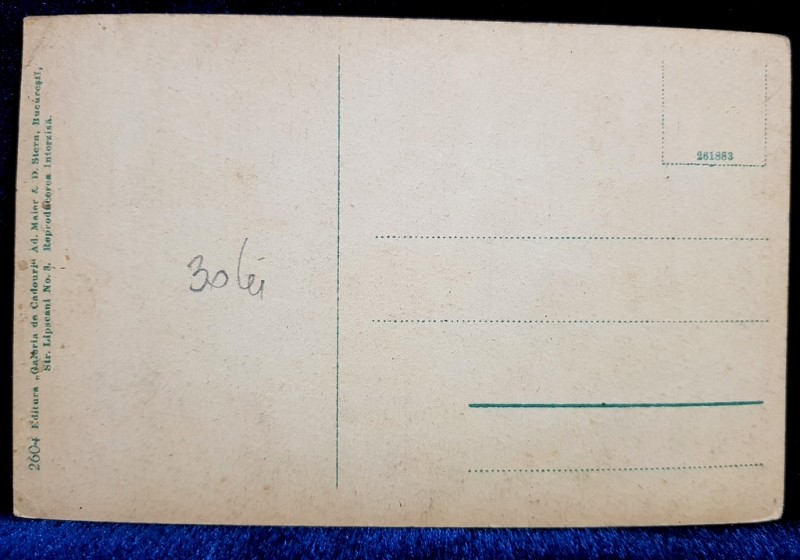 2604 Editura „Galeria de Cadouri" Ad. Maier & D. Stern, Bucureşti,
Str. Lipscani No. 3. Reproducerea Interzisă.
30 lei
261883